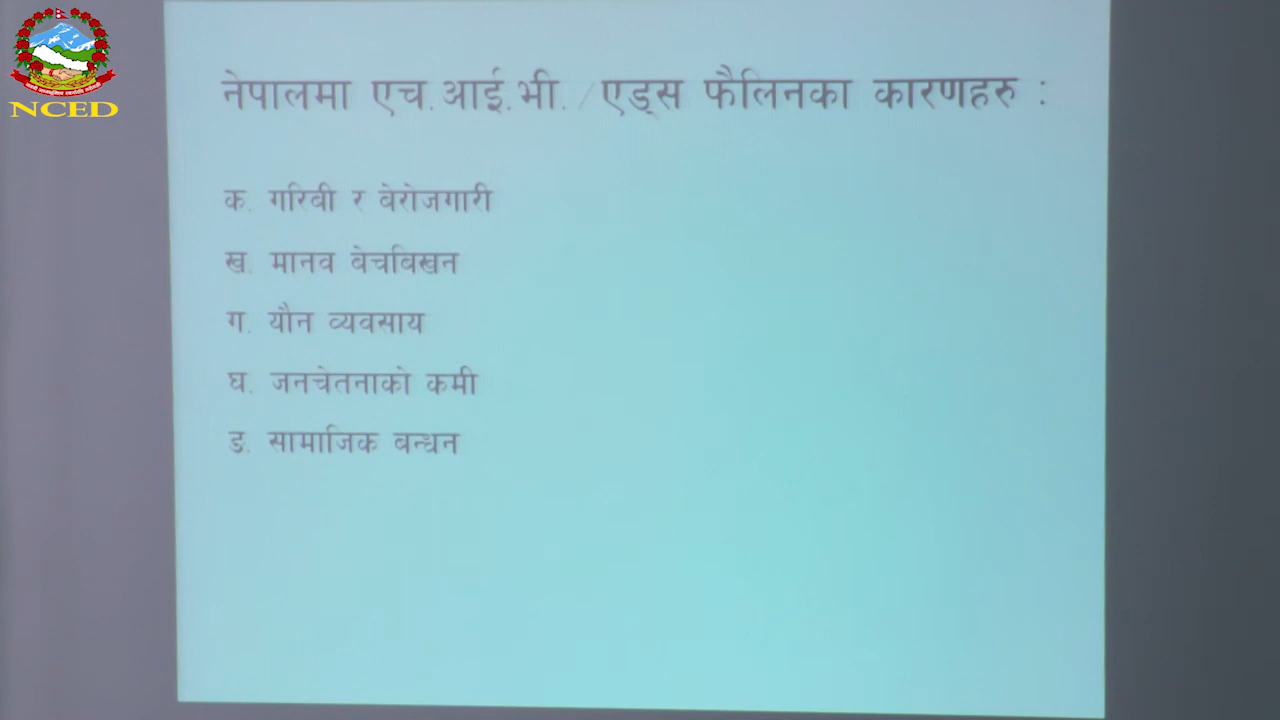 NCED
नेपालमा एच.आई.भी. /एड्स फैलिनका कारणहरु :
क. गरिबी र बेरोजगारी
ख. मानव बेचबिखन
ग. यौन व्यवसाय
घ. जनचेतनाको कमी
ड. सामाजिक बन्धन